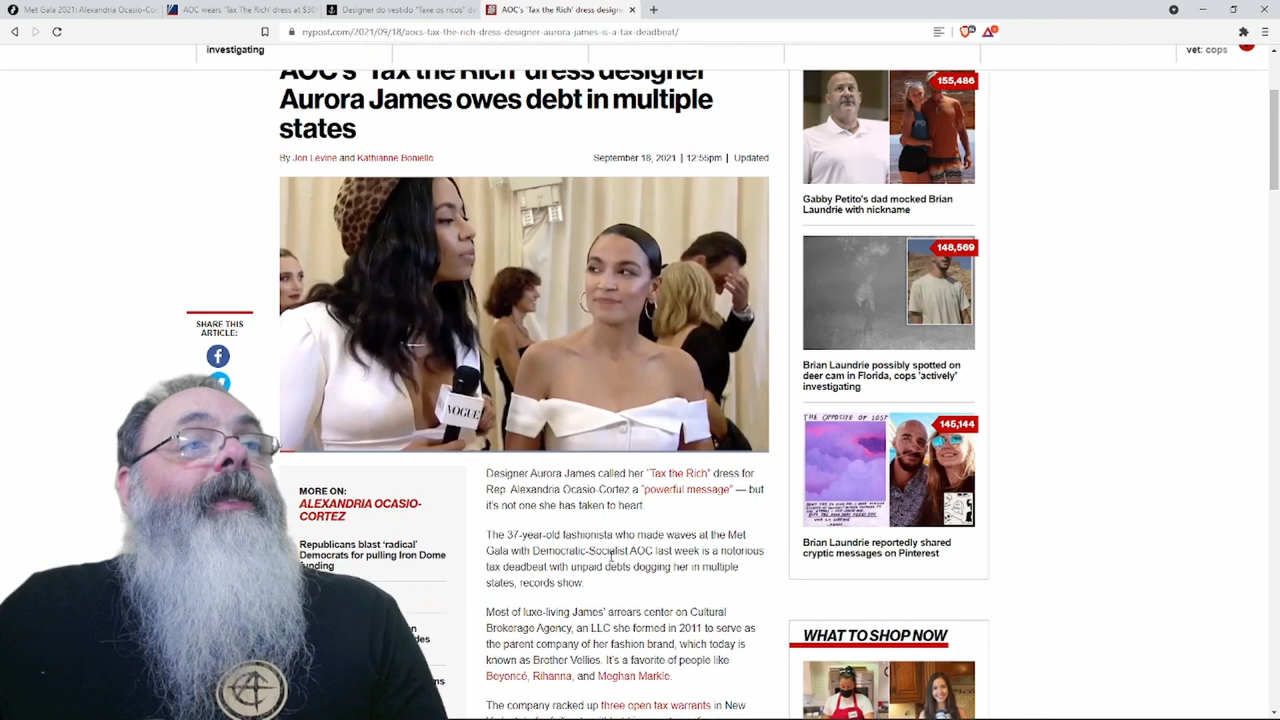 Met Gala 2021: Alexandria Ocasio-Cor
AOC wears 'Tax The Rich' dress at $30
Designer do vestido "Taxe os ricos" de
AOC's 'Tax the Rich' dress design
nypost.com/2021/09/18/aocs-tax-the-rich-dress-designer-aurora-james-is-a-tax-deadbeat/
investigating
vet: cops
AOC's 'Tax the Rich' dress designer
Aurora James owes debt in multiple
states
By Jon Levine and Kathianne Boniello
September 18, 2021 | 12:55pm | Updated
SHARE THIS
ARTICLE:
VOGUE
MORE ON:
ALEXANDRIA OCASIO-
CORTEZ
Republicans blast 'radical'
Democrats for pulling Iron Dome
funding
Designer Aurora James called her "Tax the Rich" dress for
Rep. Alexandria Ocasio-Cortez a "powerful message" — but
it's not one she has taken to heart.
The 37-year-old fashionista who made waves at the Met
Gala with Democratic-Socialist AOC last week is a notorious
tax deadbeat with unpaid debts dogging her in multiple
states, records show.
Most of luxe-living James' arrears center on Cultural
Brokerage Agency, an LLC she formed in 2011 to serve as
the parent company of her fashion brand, which today is
known as Brother Vellies. It's a favorite of people like
Beyoncé, Rihanna, and Meghan Markle.
The company racked up three open tax warrants in New
155,486
Gabby Petito's dad mocked Brian
Laundrie with nickname
148,569
Brian Laundrie possibly spotted on
deer cam in Florida, cops 'actively'
investigating
THE OPPOSITE OF LOST
145,144
Brian Laundrie reportedly shared
cryptic messages on Pinterest
WHAT TO SHOP NOW